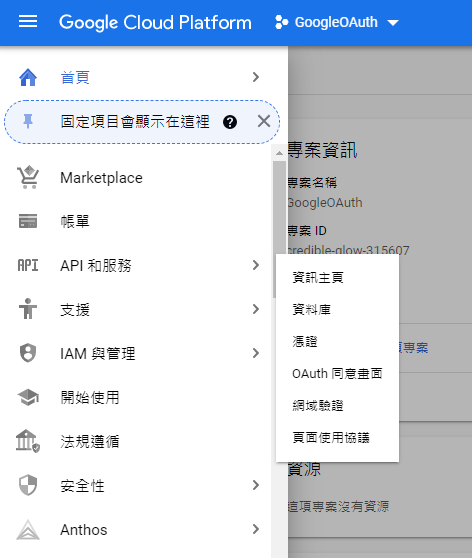 Google Cloud Platform
GoogleOAuth
首頁
固定項目會顯示在這裡
Marketplace
帳單
API 和服務
支援
IAM 與管理
開始使用
法規遵循
安全性
Anthos
資訊主頁
資料庫
憑證
OAuth 同意畫面
網域驗證
頁面使用協議
專案資訊
專案名稱
GoogleOAuth
專案 ID
credible-glow-315607
專案
資源
這項專案沒有資源